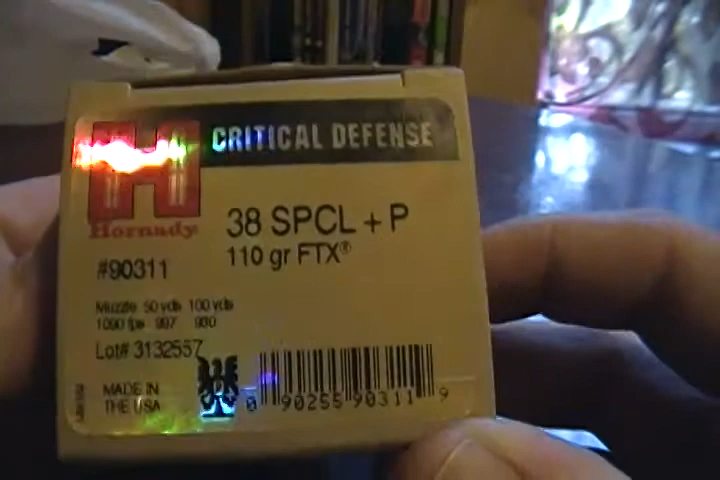 CRITICAL DEFENSE
H
Hornady
38 SPCL + P
110 gr FTX®
#90311
Muzzle 50 yds 100 yds
1090 fps 997 930
Lot# 3132557
MADE IN
THE USA
0 90255 90311 9